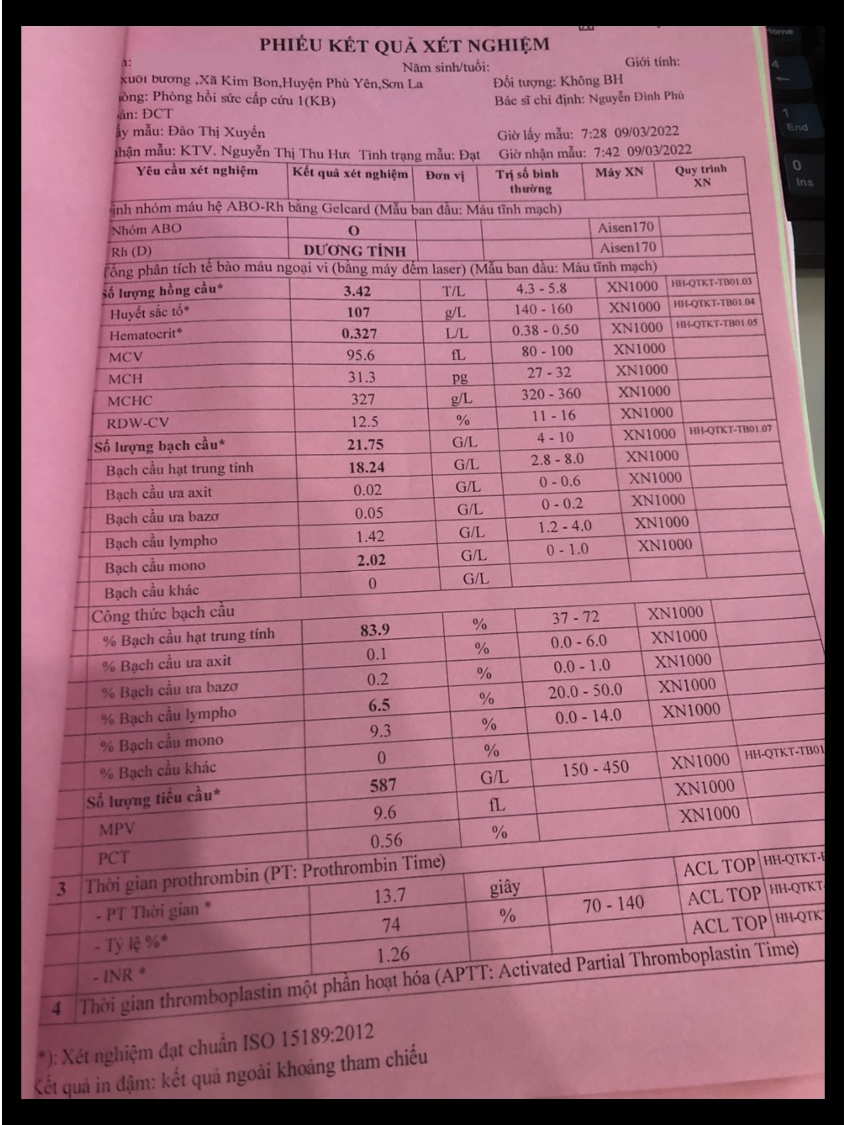 PHIẾU KẾT QUẢ XÉT NGHIỆM
Năm sinh/tuổi: Giới tính:
xuôi bương ,Xã Kim Bon,Huyện Phù Yên,Sơn La Đối tượng: Không BH
òng: Phòng hồi sức cấp cứu 1(KB) Bác sĩ chỉ định: Nguyễn Đình Phú
án: ĐCT
ấy mẫu: Đào Thị Xuyến Giờ lấy mẫu: 7:28 09/03/2022
nhận mẫu: KTV. Nguyễn Thị Thu Hư Tình trạng mẫu: Đạt Giờ nhận mẫu: 7:42 09/03/2022
Yêu cầu xét nghiệm Kết quả xét nghiệm Đơn vị Trị số bình thường Máy XN Quy trình XN
ịnh nhóm máu hệ ABO-Rh bằng Gelcard (Mẫu ban đầu: Máu tĩnh mạch)
Nhóm ABO O Aisen170
Rh (D) DƯƠNG TÍNH Aisen170
Tổng phân tích tế bào máu ngoại vi (bằng máy đếm laser) (Mẫu ban đầu: Máu tĩnh mạch)
Số lượng hồng cầu* 3.42 T/L 4.3 - 5.8 XN1000 HH-QTKT-TB01.03
Huyết sắc tố* 107 g/L 140 - 160 XN1000 HH-QTKT-TB01.04
Hematocrit* 0.327 L/L 0.38 - 0.50 XN1000 HH-QTKT-TB01.05
MCV 95.6 fL 80 - 100 XN1000
MCH 31.3 pg 27 - 32 XN1000
MCHC 327 g/L 320 - 360 XN1000
RDW-CV 12.5 % 11 - 16 XN1000
Số lượng bạch cầu* 21.75 G/L 4 - 10 XN1000 HH-QTKT-TB01.07
Bạch cầu hạt trung tính 18.24 G/L 2.8 - 8.0 XN1000
Bạch cầu ưa axit 0.02 G/L 0 - 0.6 XN1000
Bạch cầu ưa bazơ 0.05 G/L 0 - 0.2 XN1000
Bạch cầu lympho 1.42 G/L 1.2 - 4.0 XN1000
Bạch cầu mono 2.02 G/L 0 - 1.0 XN1000
Bạch cầu khác 0 G/L
Công thức bạch cầu
% Bạch cầu hạt trung tính 83.9 % 37 - 72 XN1000
% Bạch cầu ưa axit 0.1 % 0.0 - 6.0 XN1000
% Bạch cầu ưa bazơ 0.2 % 0.0 - 1.0 XN1000
% Bạch cầu lympho 6.5 % 20.0 - 50.0 XN1000
% Bạch cầu mono 9.3 % 0.0 - 14.0 XN1000
% Bạch cầu khác 0 %
Số lượng tiểu cầu* 587 G/L 150 - 450 XN1000 HH-QTKT-TB01
MPV 9.6 fL XN1000
PCT 0.56 % XN1000
3 Thời gian prothrombin (PT: Prothrombin Time)
- PT Thời gian * 13.7 giây ACL TOP HH-QTKT-
- Tỷ lệ %* 74 % 70 - 140 ACL TOP HH-QTKT-
- INR * 1.26 ACL TOP HH-QTKT
4 Thời gian thromboplastin một phần hoạt hóa (APTT: Activated Partial Thromboplastin Time)
*): Xét nghiệm đạt chuẩn ISO 15189:2012
Kết quả in đậm: kết quả ngoài khoảng tham chiếu
Home
4
1
End
0
Ins